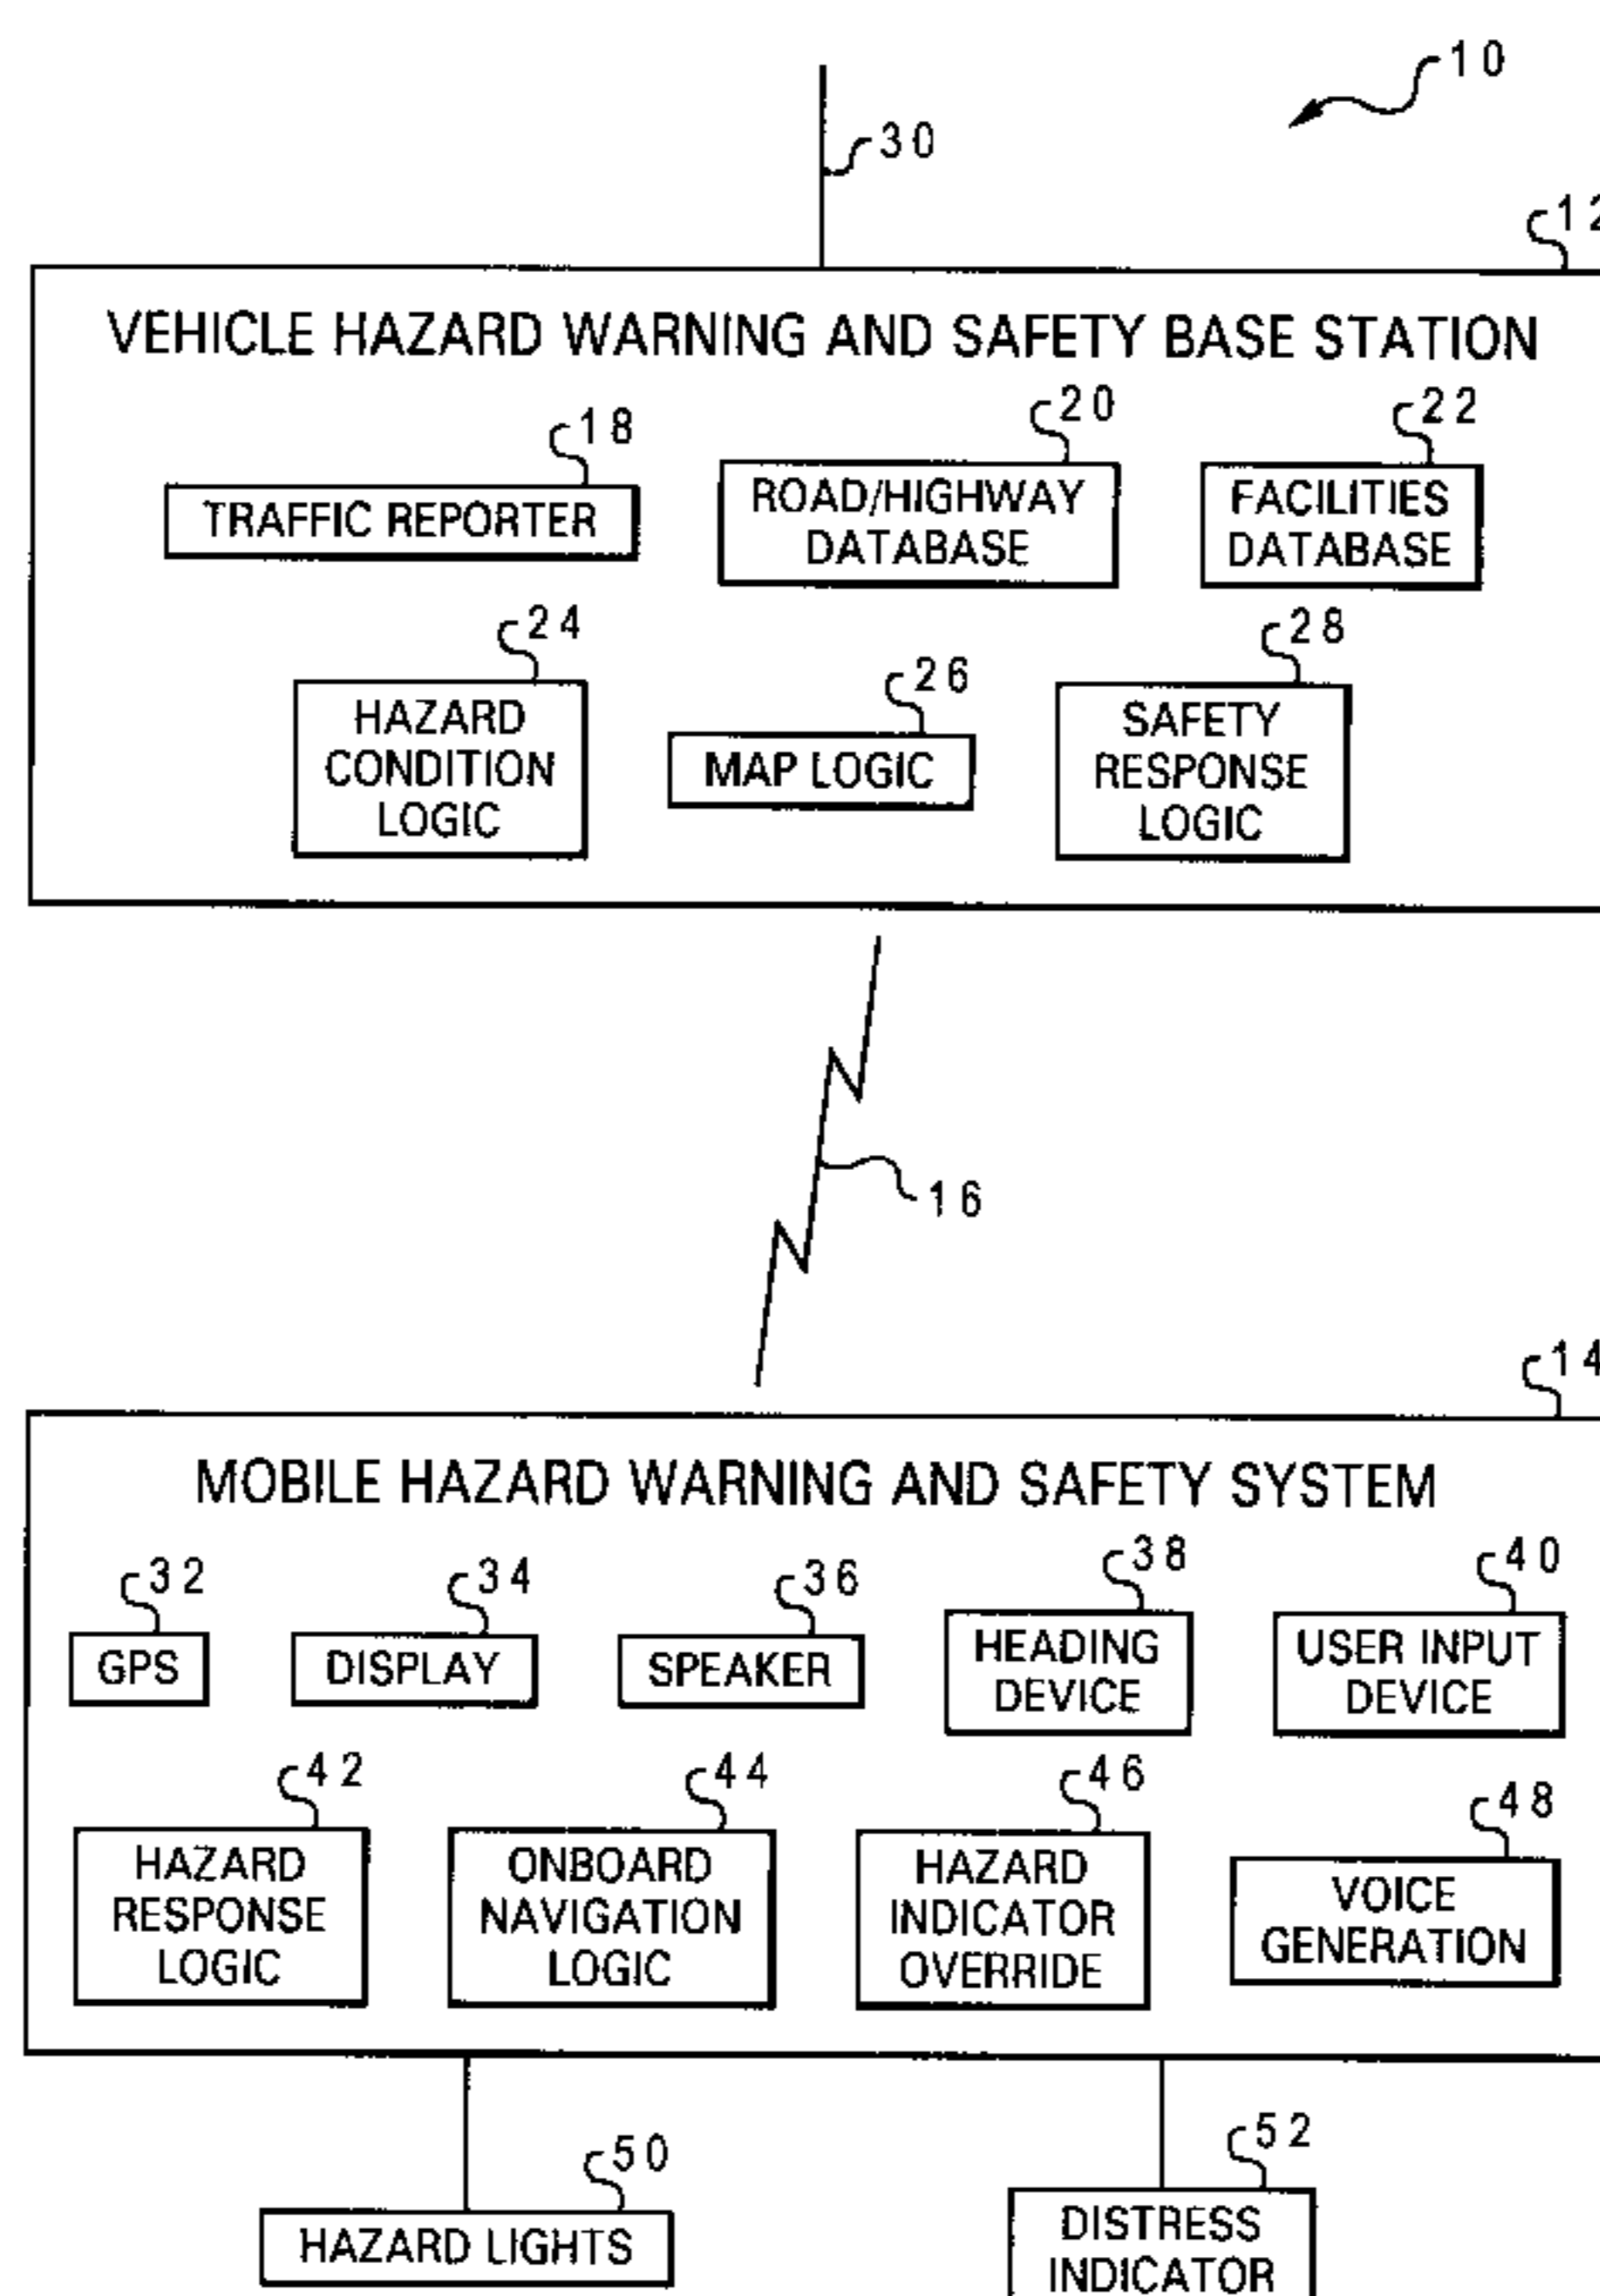 10
30
12
VEHICLE HAZARD WARNING AND SAFETY BASE STATION
18
20
22
TRAFFIC REPORTER
ROAD/HIGHWAY
DATABASE
FACILITIES
DATABASE
24
26
28
HAZARD
CONDITION
LOGIC
MAP LOGIC
SAFETY
RESPONSE
LOGIC
16
14
MOBILE HAZARD WARNING AND SAFETY SYSTEM
32
34
36
38
40
GPS
DISPLAY
SPEAKER
HEADING
DEVICE
USER INPUT
DEVICE
42
44
46
48
HAZARD
RESPONSE
LOGIC
ONBOARD
NAVIGATION
LOGIC
HAZARD
INDICATOR
OVERRIDE
VOICE
GENERATION
50
52
HAZARD LIGHTS
DISTRESS
INDICATOR